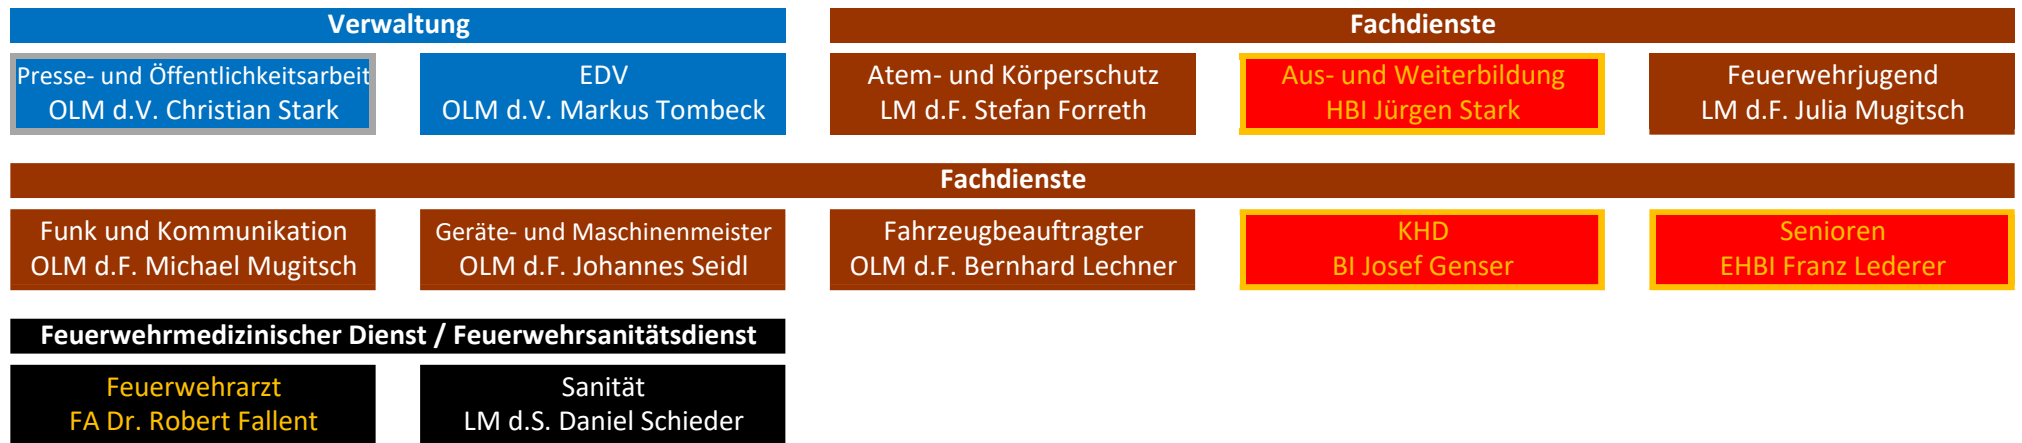 Verwaltung
Presse- und Öffentlichkeitsarbeit
OLM d.V. Christian Stark
EDV
OLM d.V. Markus Tombeck
Fachdienste
Atem- und Körperschutz
LM d.F. Stefan Forreth
Aus- und Weiterbildung
HBI Jürgen Stark
Feuerwehrjugend
LM d.F. Julia Mugitsch
Fachdienste
Funk und Kommunikation
OLM d.F. Michael Mugitsch
Geräte- und Maschinenmeister
OLM d.F. Johannes Seidl
Fahrzeugbeauftragter
OLM d.F. Bernhard Lechner
KHD
BI Josef Genser
Senioren
EHBI Franz Lederer
Feuerwehrmedizinischer Dienst / Feuerwehrsanitätsdienst
Feuerwehrarzt
FA Dr. Robert Fallent
Sanität
LM d.S. Daniel Schieder